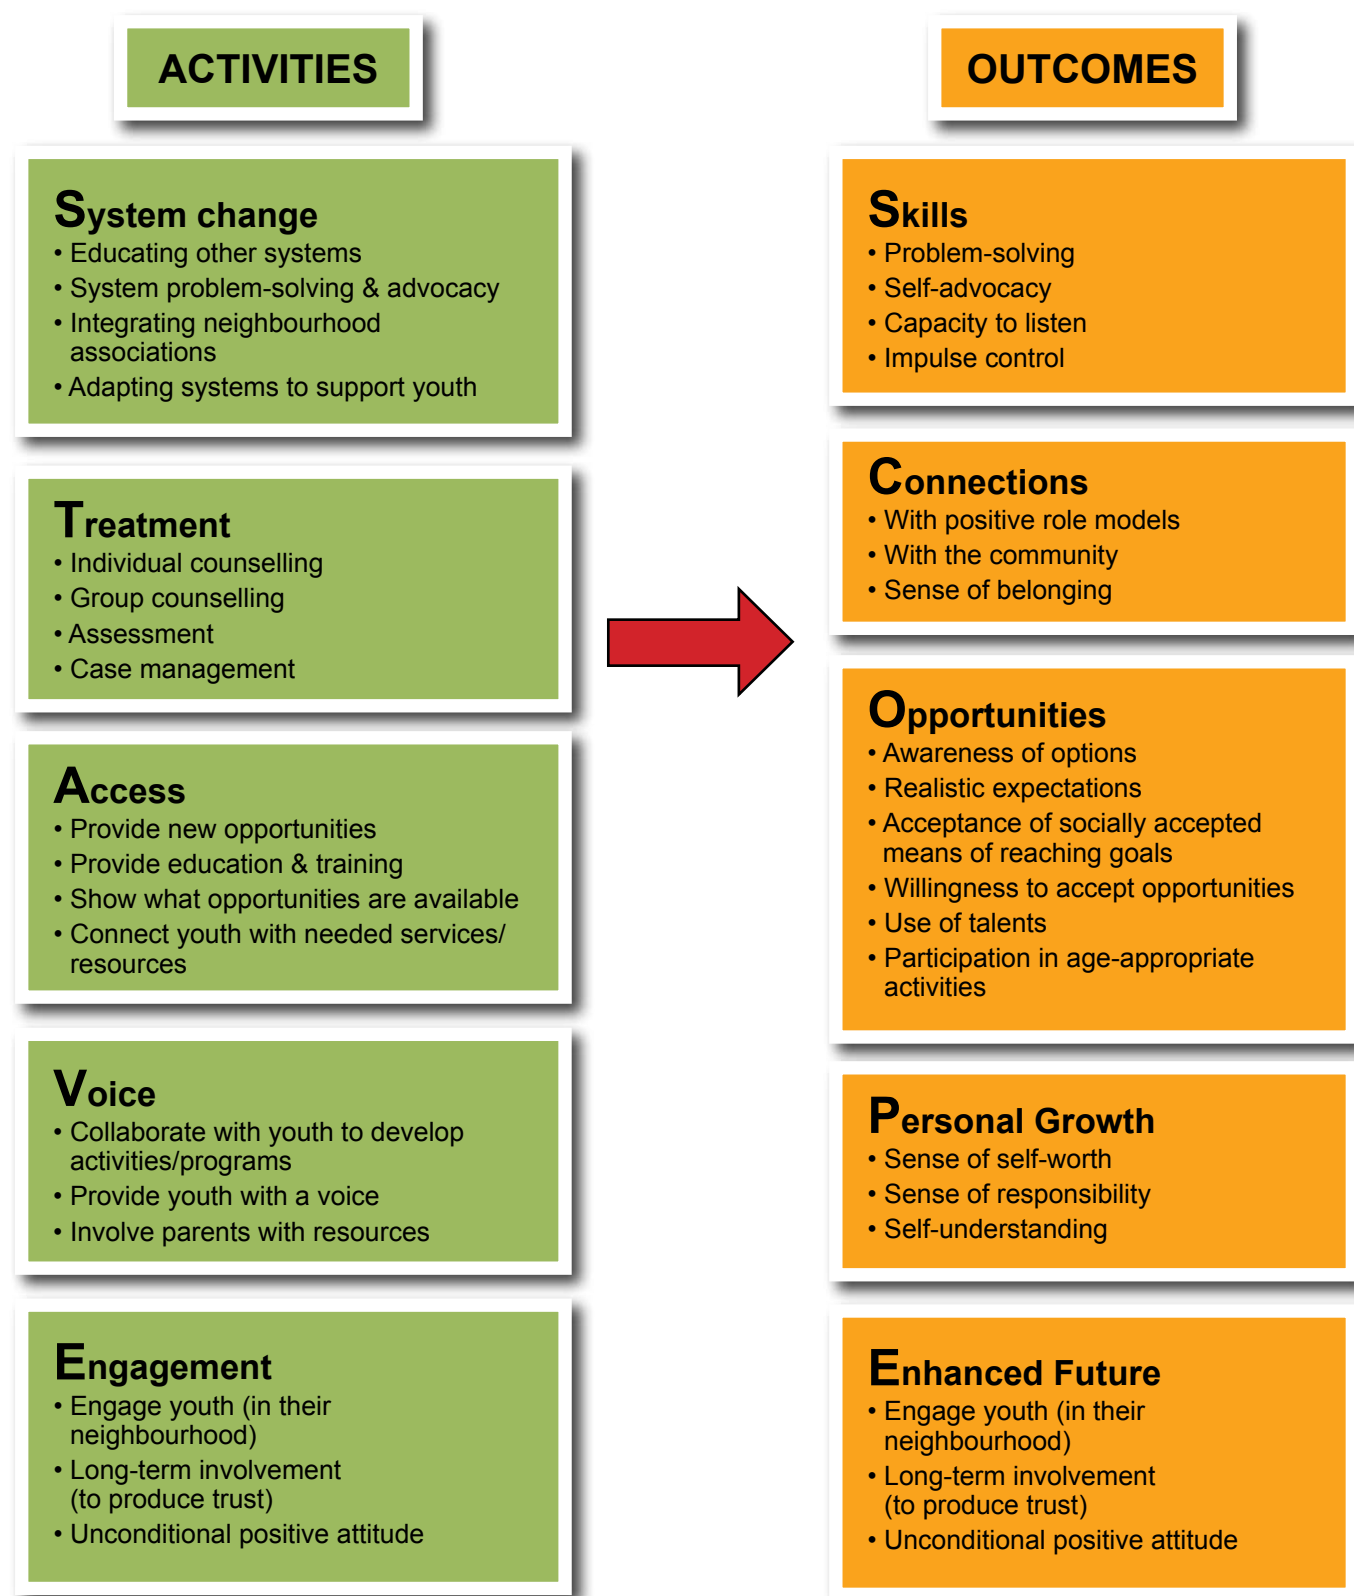 ACTIVITIES
System change
• Educating other systems
• System problem-solving & advocacy
• Integrating neighbourhood
associations
• Adapting systems to support youth
Treatment
• Individual counselling
• Group counselling
• Assessment
• Case management
Access
• Provide new opportunities
• Provide education & training
• Show what opportunities are available
• Connect youth with needed services/
resources
Voice
• Collaborate with youth to develop
activities/programs
• Provide youth with a voice
• Involve parents with resources
Engagement
• Engage youth (in their
neighbourhood)
• Long-term involvement
(to produce trust)
• Unconditional positive attitude
OUTCOMES
Skills
• Problem-solving
• Self-advocacy
• Capacity to listen
• Impulse control
Connections
• With positive role models
• With the community
• Sense of belonging
Opportunities
• Awareness of options
• Realistic expectations
• Acceptance of socially accepted
means of reaching goals
• Willingness to accept opportunities
• Use of talents
• Participation in age-appropriate
activities
Personal Growth
• Sense of self-worth
• Sense of responsibility
• Self-understanding
Enhanced Future
• Engage youth (in their
neighbourhood)
• Long-term involvement
(to produce trust)
• Unconditional positive attitude